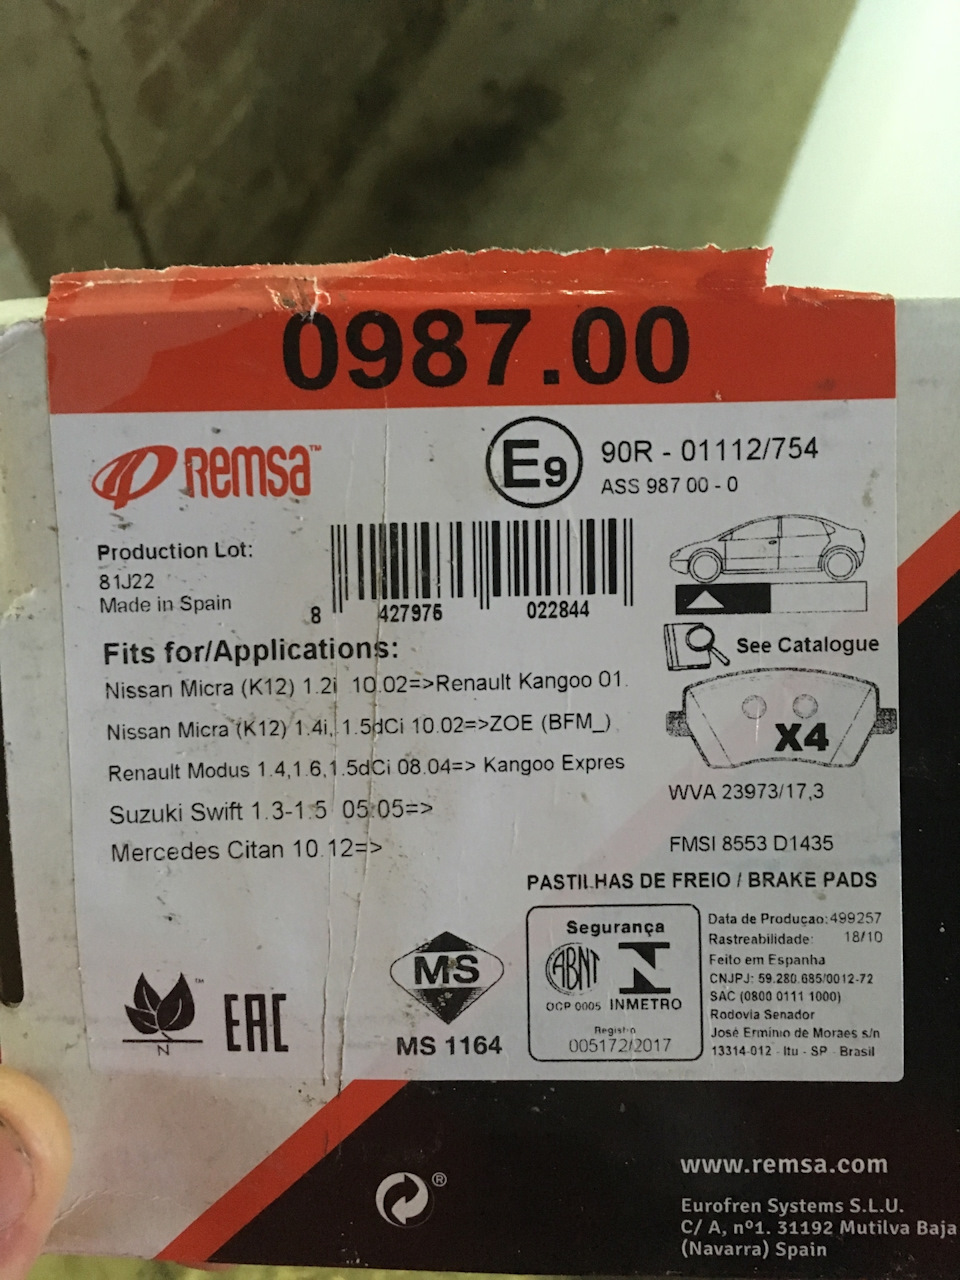 0987.00
REMSA™
E9
90R - 01112/754
ASS 987 00 - 0
Production Lot:
81J22
Made in Spain
8 427976 022844
See Catalogue
Fits for/Applications:
Nissan Micra (K12) 1.2i 10.02=>Renault Kangoo 01.
Nissan Micra (K12) 1.4i, 1.5dCi 10.02=>ZOE (BFM_)
Renault Modus 1.4,1.6,1.5dCi 08.04=> Kangoo Expres
Suzuki Swift 1.3-1.5 05.05=>
Mercedes Citan 10.12=>
X4
WVA 23973/17,3
FMSI 8553 D1435
PASTILHAS DE FREIO / BRAKE PADS
™
N
EAC
MS
MS 1164
Segurança
ABNT
OCP 0005 INMETRO
Registro
005172/2017
Data de Produçao: 499257
Rastreabilidade: 18/10
Feito em Espanha
CNJPJ: 59.280.685/0012-72
SAC (0800 0111 1000)
Rodovia Senador
José Erminio de Moraes s/n
13314-012 - Itu - SP - Brasil
®
www.remsa.com
Eurofren Systems S.L.U.
C/ A, nº1. 31192 Mutilva Baja
(Navarra) Spain